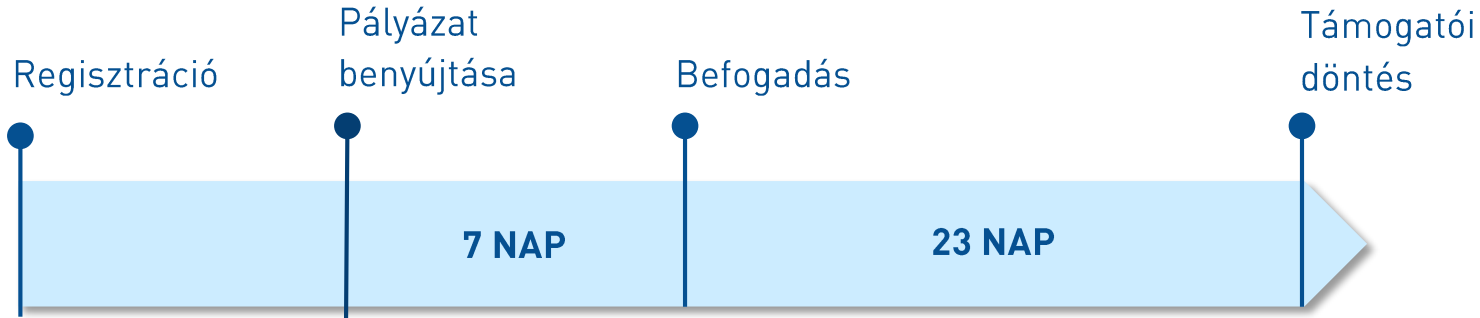 Regisztráció
Pályázat
benyújtása
Befogadás
Támogatói
döntés
7 NAP
23 NAP